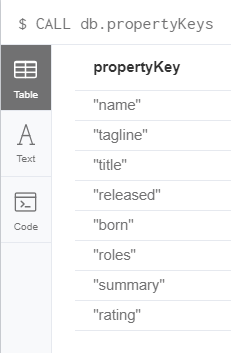 $ CALL db.propertyKeys
Table
Text
Code
propertyKey
"name"
"tagline"
"title"
"released"
"born"
"roles"
"summary"
"rating"